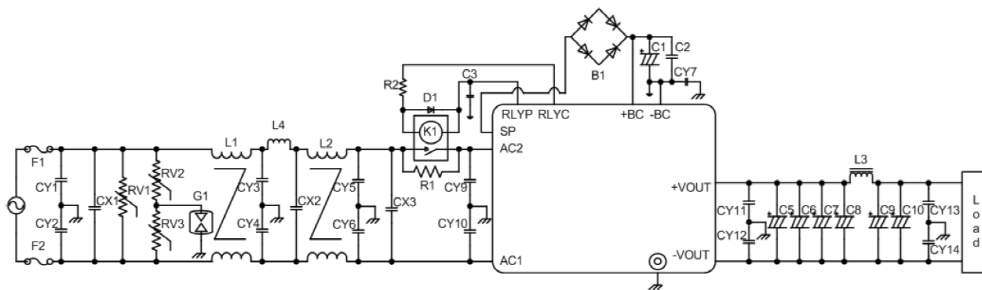 B1
C1
C2
CY7
R2
C3
D1
K1
RLYP
RLYC
+BC
-BC
SP
AC2
R1
F1
L1
L4
L2
CY1
CX1
RV1
RV2
G1
CY3
CX2
CY5
CX3
CY9
CY2
RV3
CY4
CY6
CY10
F2
AC1
+VOUT
-VOUT
L3
CY11
C5
C6
C7
C8
C9
C10
CY13
CY12
CY14
Load